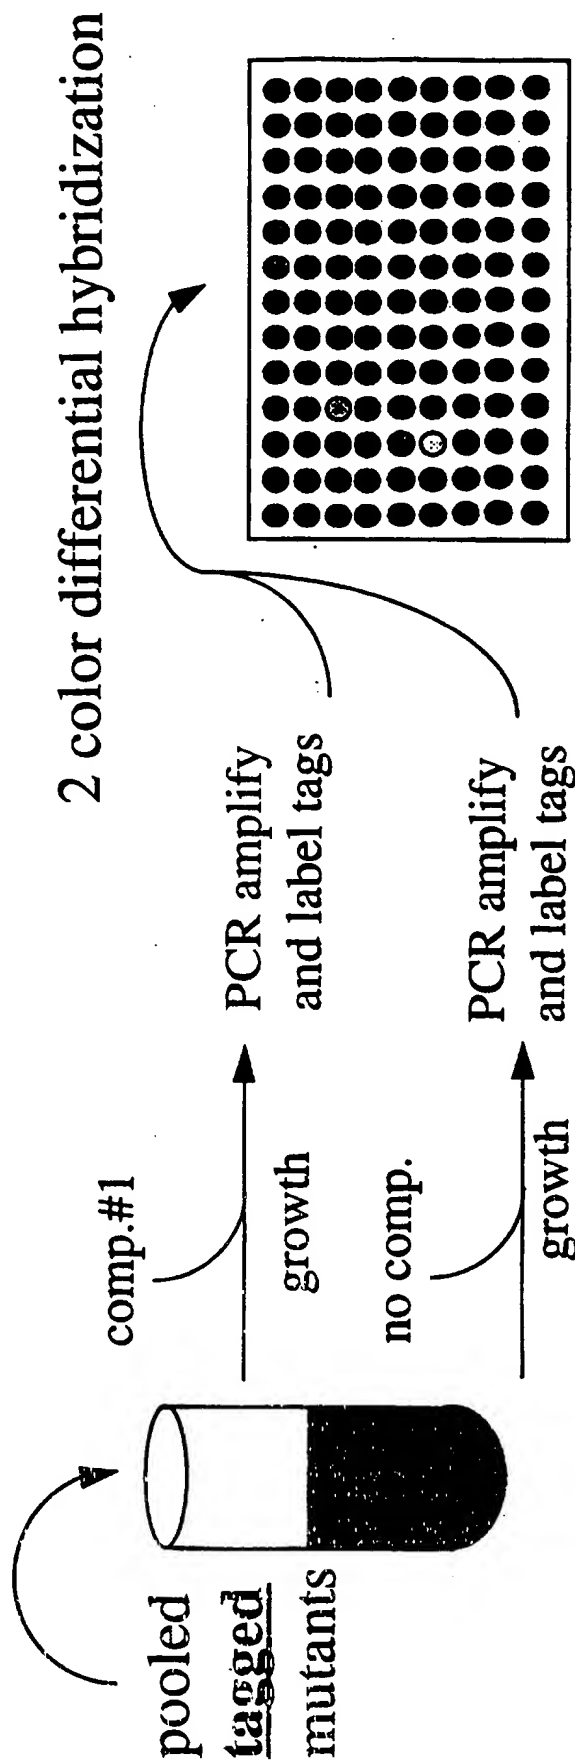 pooled
tagged
mutants
comp.#1
growth
no comp.
growth
PCR amplify
and label tags
PCR amplify
and label tags
2 color differential hybridization